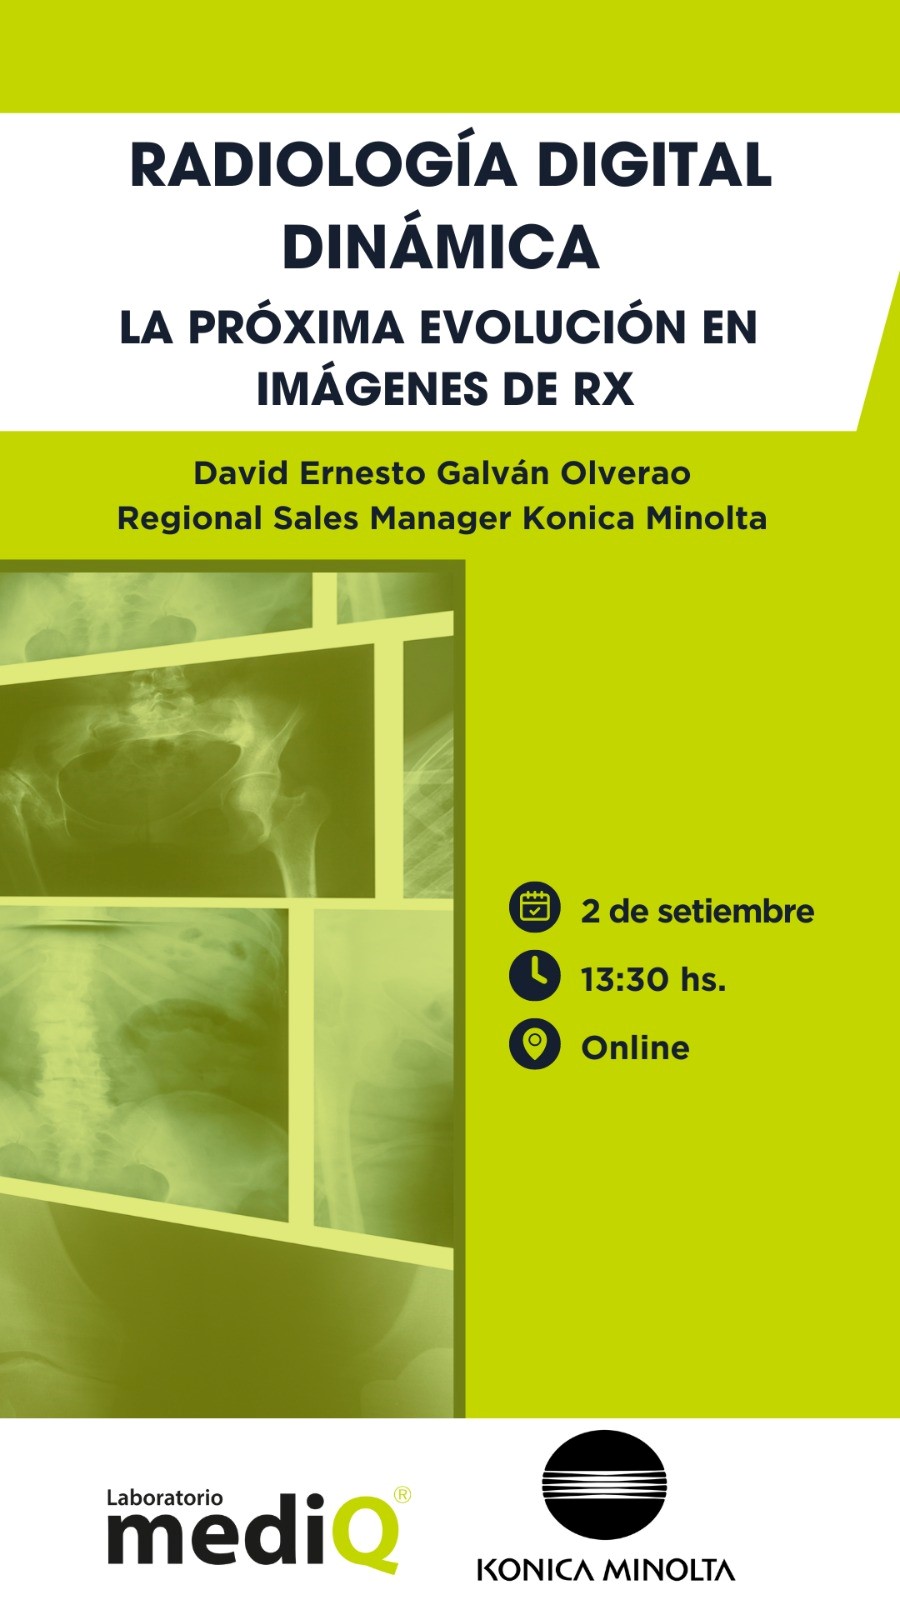 RADIOLOGÍA DIGITAL
DINÁMICA
LA PRÓXIMA EVOLUCIÓN EN
IMÁGENES DE RX
David Ernesto Galván Olverao
Regional Sales Manager Konica Minolta
2 de setiembre
13:30 hs.
Online
Laboratorio
mediQ®
KONICA MINOLTA